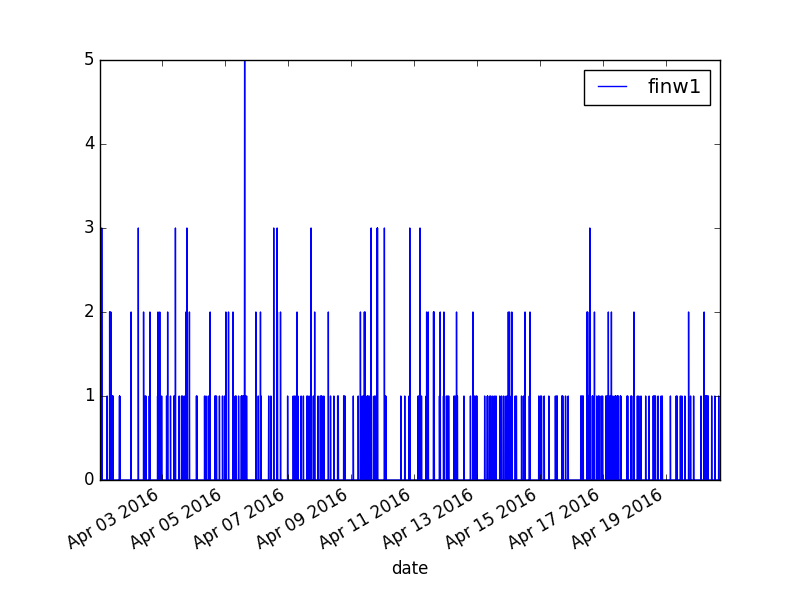 5
finw1
4
3
2
1
0
Apr 03 2016
Apr 05 2016
Apr 07 2016
Apr 09 2016
Apr 11 2016
Apr 13 2016
Apr 15 2016
Apr 17 2016
Apr 19 2016
date